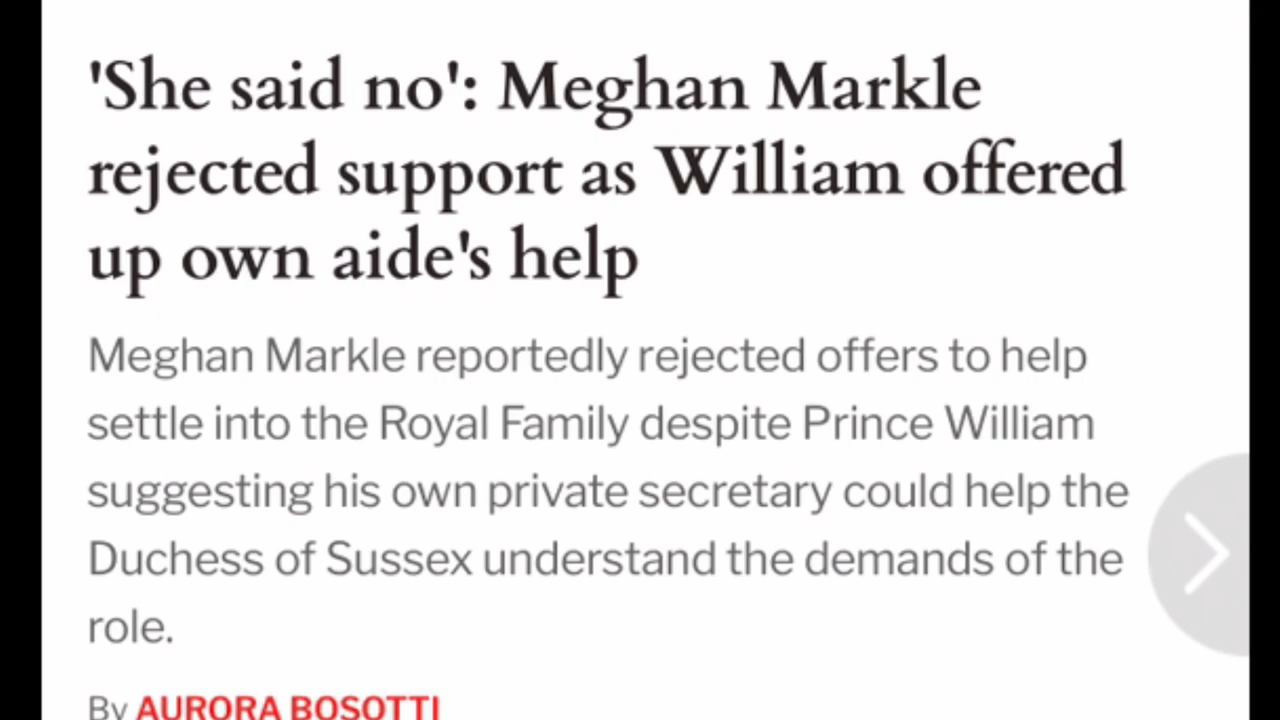 'She said no': Meghan Markle
rejected support as William offered
up own aide's help
Meghan Markle reportedly rejected offers to help
settle into the Royal Family despite Prince William
suggesting his own private secretary could help the
Duchess of Sussex understand the demands of the
role.
By AURORA BOSOTTI